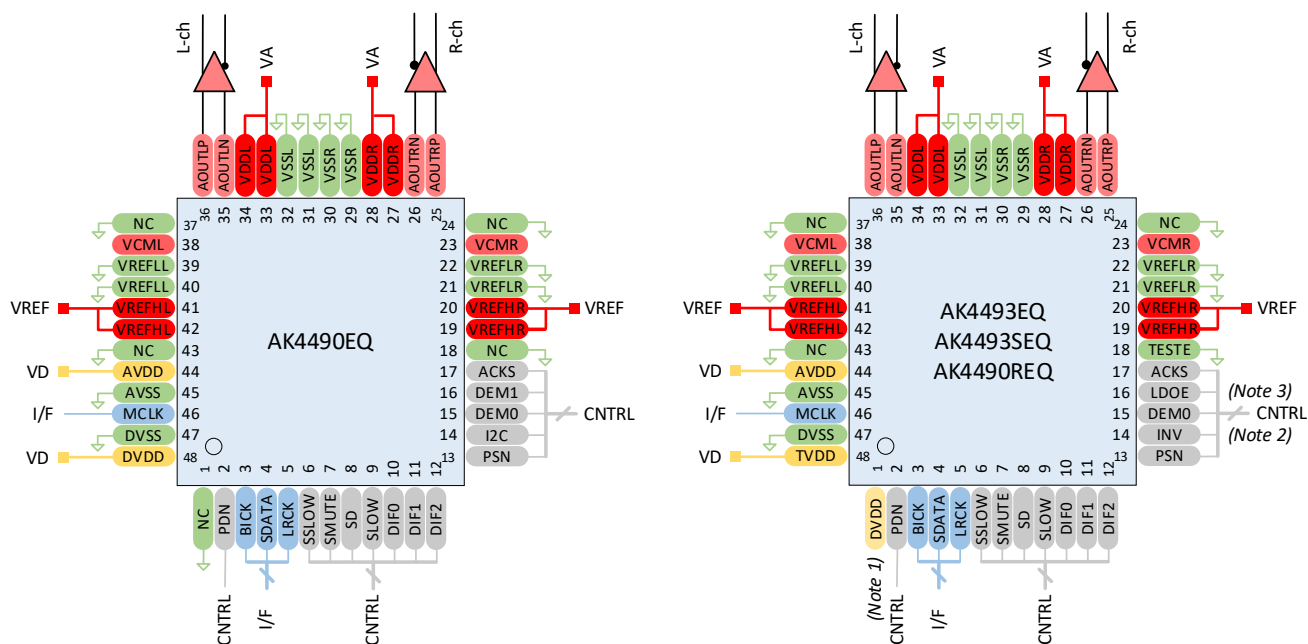 L-ch
VA
VA
R-ch
AOUTLP
AOUTLN
VDDL
VDDL
VSSL
VSSL
VSSR
VSSR
VDDR
VDDR
AOUTRN
AOUTRP
36
35
34
33
32
31
30
29
28
27
26
25
NC
37
VCML
38
VREFLL
39
VREFLL
40
VREF
VREFHL
41
VREFHL
42
NC
43
VD
AVDD
44
AVSS
45
I/F
MCLK
46
DVSS
47
VD
DVDD
48
AK4490EQ
24
NC
23
VCMR
22
VREFLR
21
VREFLR
20
VREFHR
VREF
19
VREFHR
18
NC
17
ACKS
16
DEM1
15
DEM0
CNTRL
14
I2C
13
PSN
1
2
3
4
5
6
7
8
9
10
11
12
NC
PDN
BICK
SDATA
LRCK
SSLOW
SMUTE
SD
SLOW
DIF0
DIF1
DIF2
CNTRL
I/F
CNTRL
L-ch
VA
VA
R-ch
AOUTLP
AOUTLN
VDDL
VDDL
VSSL
VSSL
VSSR
VSSR
VDDR
VDDR
AOUTRN
AOUTRP
36
35
34
33
32
31
30
29
28
27
26
25
NC
37
VCML
38
VREFLL
39
VREFLL
40
VREF
VREFHL
41
VREFHL
42
NC
43
VD
AVDD
44
AVSS
45
I/F
MCLK
46
DVSS
47
VD
TVDD
48
AK4493EQ
AK4493SEQ
AK4490REQ
24
NC
23
VCMR
22
VREFLR
21
VREFLR
20
VREFHR
VREF
19
VREFHR
18
TESTE
17
ACKS
16
LDOE
(Note 3)
15
DEM0
CNTRL
14
INV
(Note 2)
13
PSN
1
2
3
4
5
6
7
8
9
10
11
12
DVDD
PDN
BICK
SDATA
LRCK
SSLOW
SMUTE
SD
SLOW
DIF0
DIF1
DIF2
(Note 1)
CNTRL
I/F
CNTRL